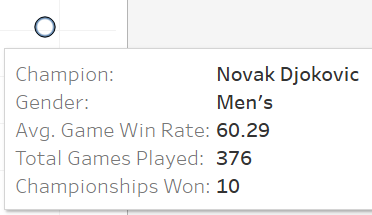 Champion: Novak Djokovic
Gender: Men’s
Avg. Game Win Rate: 60.29
Total Games Played: 376
Championships Won: 10